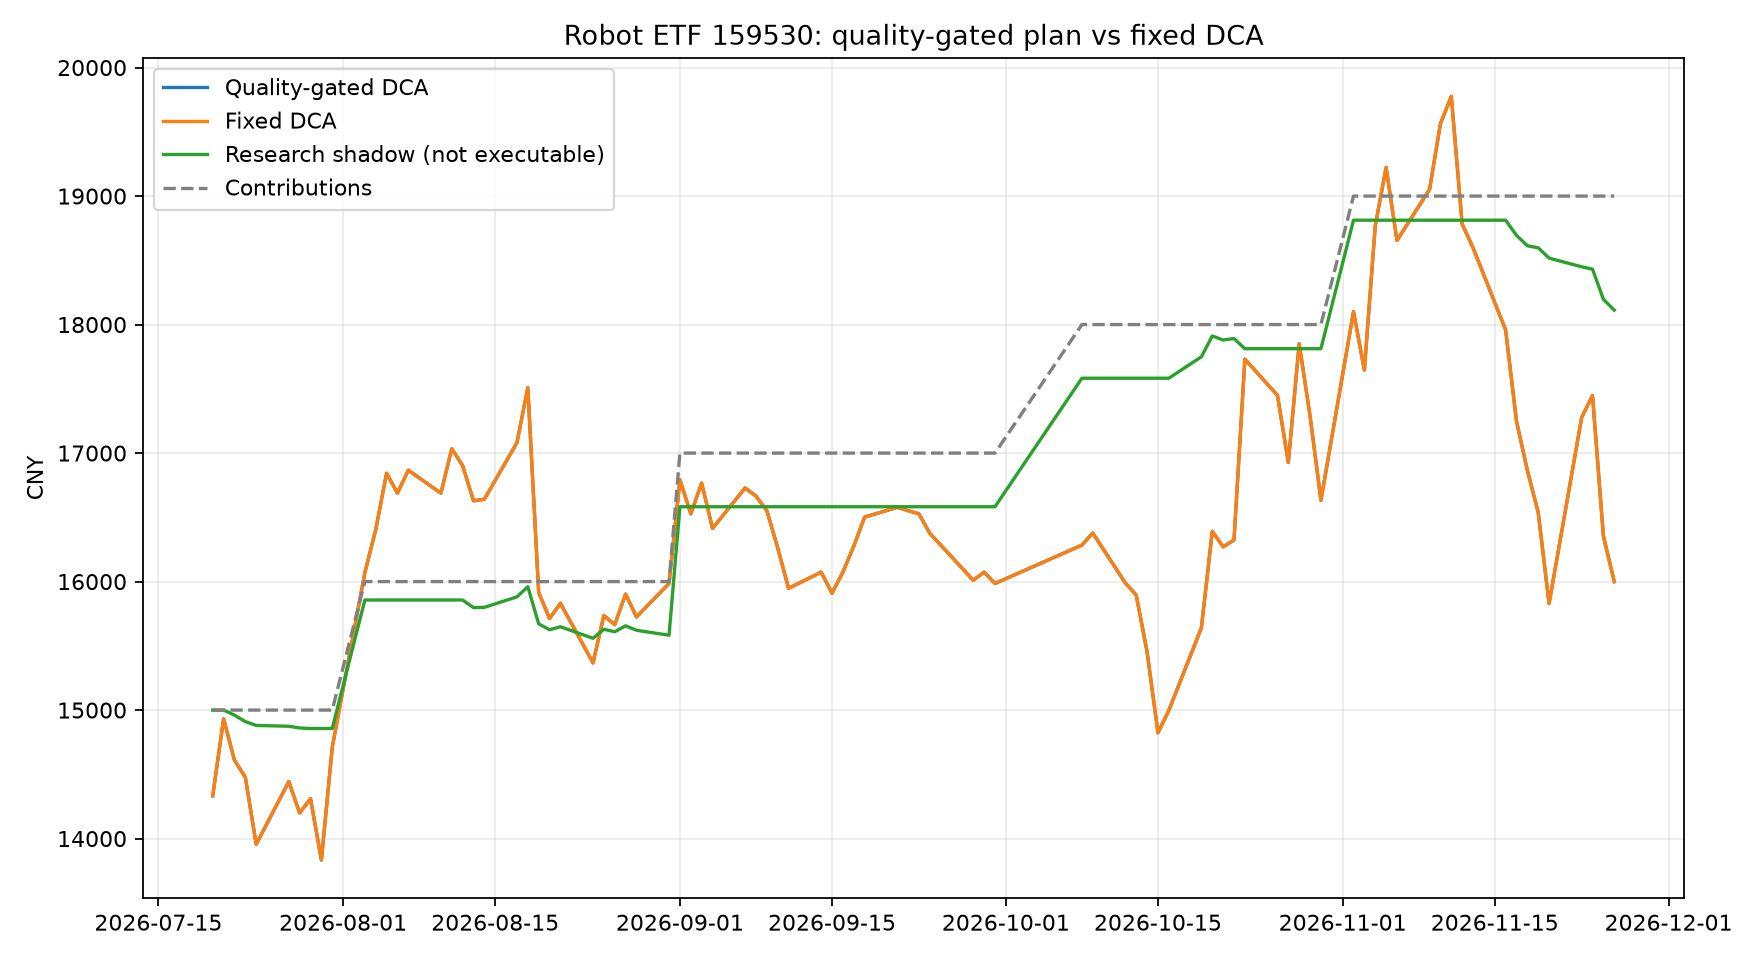 Robot ETF 159530: quality-gated plan vs fixed DCA
Quality-gated DCA
Fixed DCA
Research shadow (not executable)
Contributions
CNY
20000
19000
18000
17000
16000
15000
14000
2026-07-15
2026-08-01
2026-08-15
2026-09-01
2026-09-15
2026-10-01
2026-10-15
2026-11-01
2026-11-15
2026-12-01